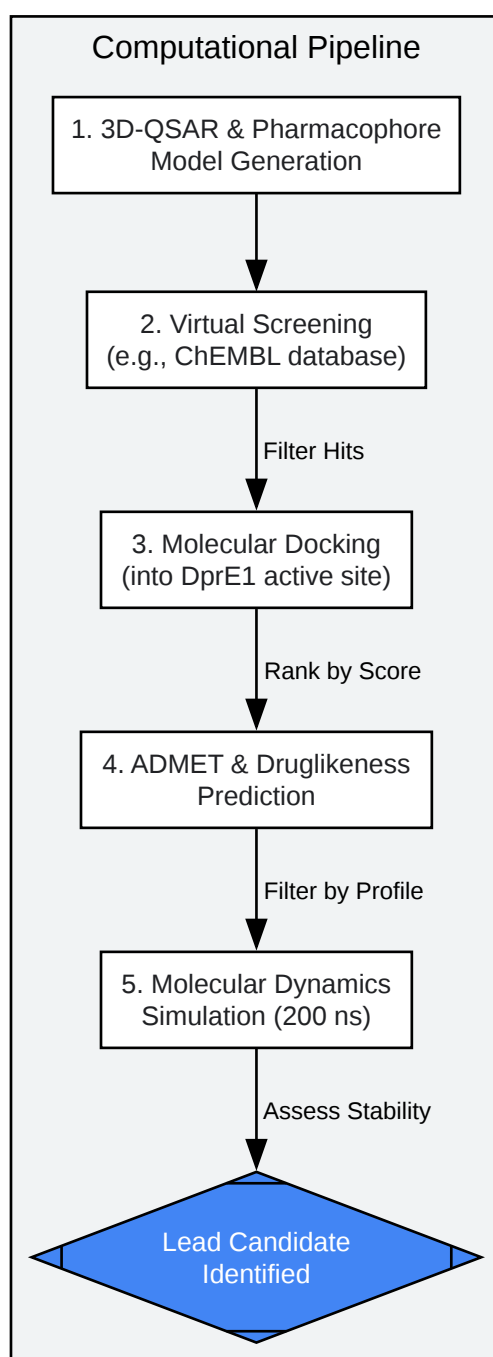 Computational Pipeline
1. 3D-QSAR & Pharmacophore
Model Generation
2. Virtual Screening
(e.g., ChEMBL database)
Filter Hits
3. Molecular Docking
(into DprE1 active site)
Rank by Score
4. ADMET & Druglikeness
Prediction
Filter by Profile
5. Molecular Dynamics
Simulation (200 ns)
Assess Stability
Lead Candidate
Identified